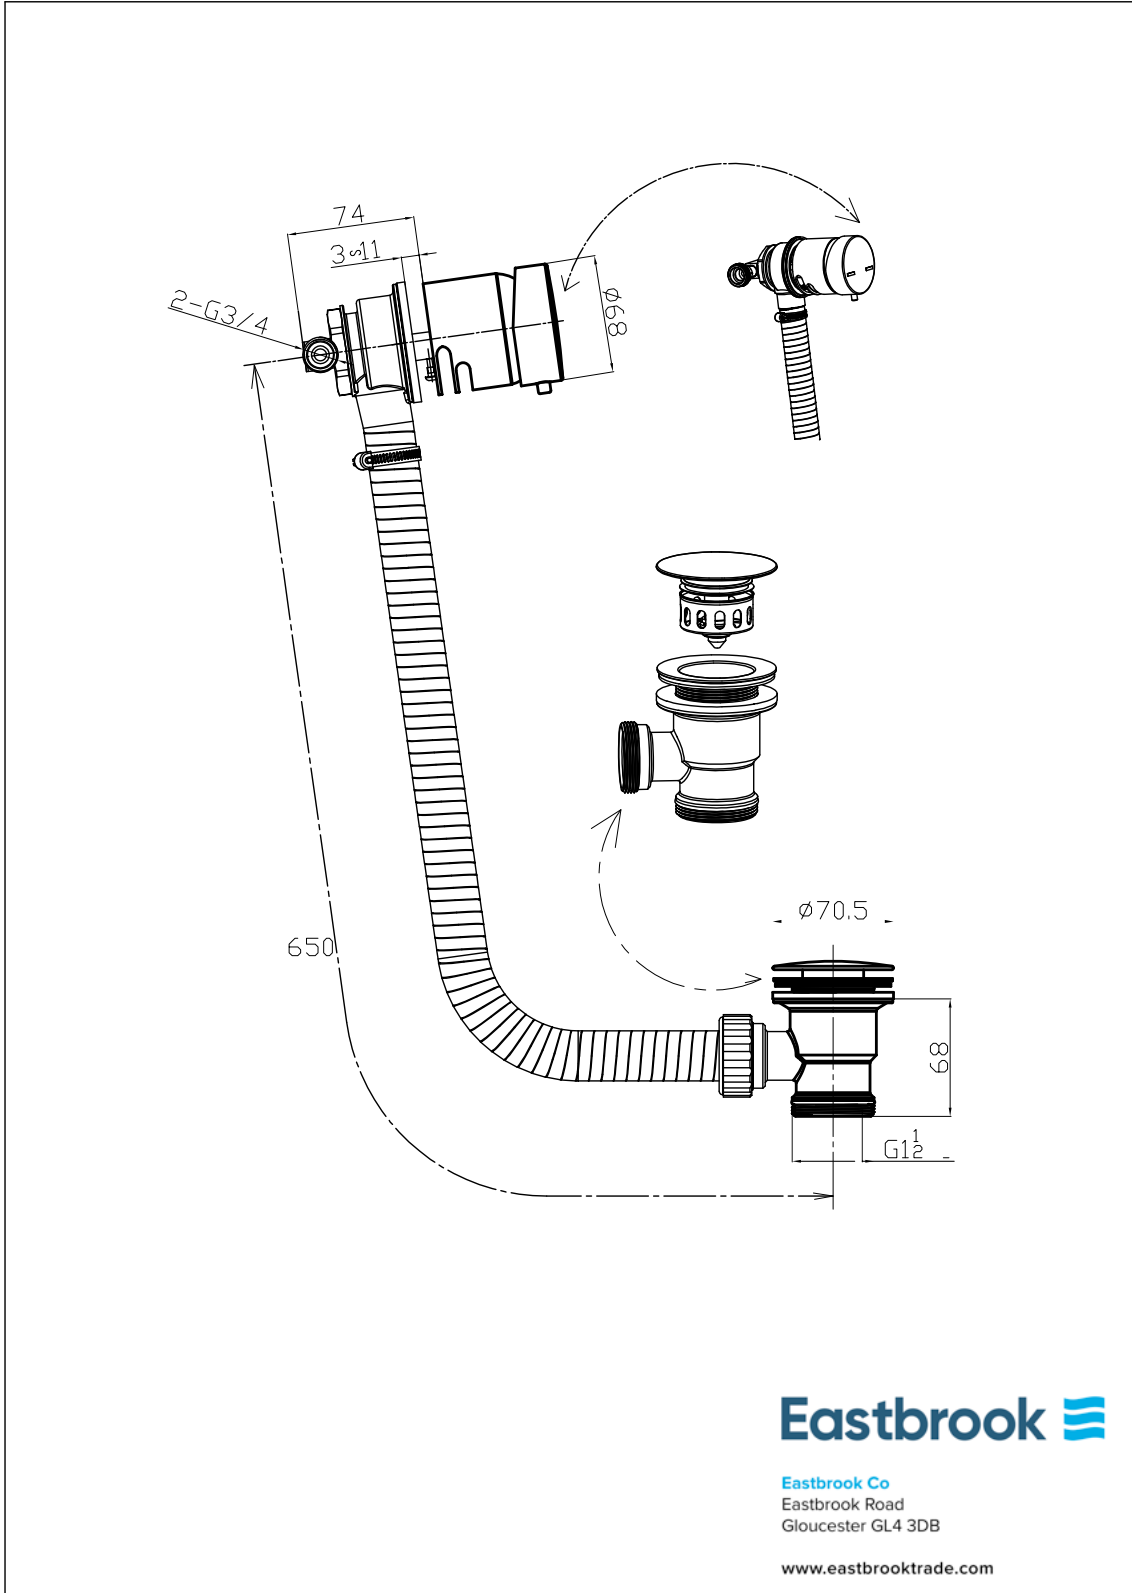 74
3~11
2-G3/4
ø68
650
ø70.5
68
G1½
Eastbrook
Eastbrook Co
Eastbrook Road
Gloucester GL4 3DB
www.eastbrooktrade.com